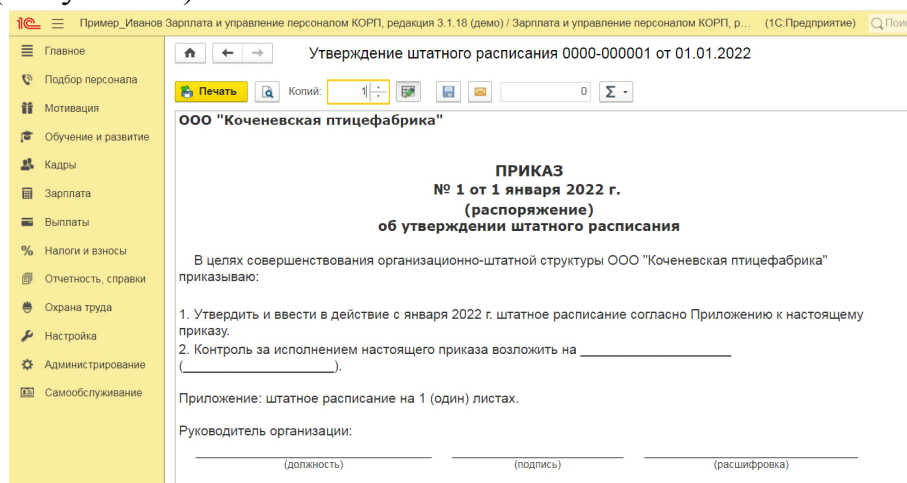 1С Пример_Иванов Зарплата и управление персоналом КОРП, редакция 3.1.18 (демо) / Зарплата и управление персоналом КОРП, р... (1С:Предприятие)
Главное
Подбор персонала
Мотивация
Обучение и развитие
Кадры
Зарплата
Выплаты
% Налоги и взносы
Отчетность, справки
Охрана труда
Настройка
Администрирование
Самообслуживание
Утверждение штатного расписания 0000-000001 от 01.01.2022
Печать Копий: 1 0 Σ
ООО "Коченевская птицефабрика"
ПРИКАЗ
№ 1 от 1 января 2022 г.
(распоряжение)
об утверждении штатного расписания
В целях совершенствования организационно-штатной структуры ООО "Коченевская птицефабрика"
приказываю:
1. Утвердить и ввести в действие с января 2022 г. штатное расписание согласно Приложению к настоящему
приказу.
2. Контроль за исполнением настоящего приказа возложить на ______________________
(______________________).
Приложение: штатное расписание на 1 (один) листах.
Руководитель организации:
(должность) (подпись) (расшифровка)